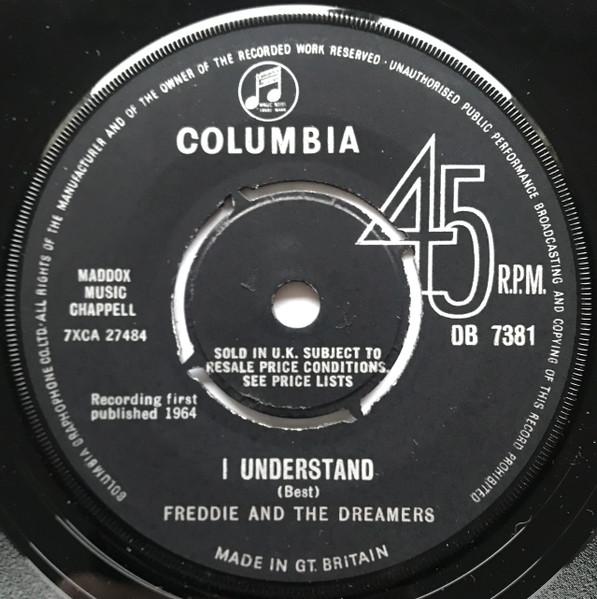 COLUMBIA GRAPHOPHONE CO.LTD·ALL RIGHTS OF THE MANUFACTURER AND OF THE OWNER OF THE RECORDED WORK RESERVED · UNAUTHORISED PUBLIC PERFORMANCE BROADCASTING AND COPYING OF THIS RECORD PROHIBITED
COLUMBIA
45
R.P.M.
MADDOX
MUSIC
CHAPPELL
7XCA 27484
DB 7381
SOLD IN U.K. SUBJECT TO
RESALE PRICE CONDITIONS.
SEE PRICE LISTS
Recording first
published 1964
I UNDERSTAND
(Best)
FREDDIE AND THE DREAMERS
MADE IN GT. BRITAIN